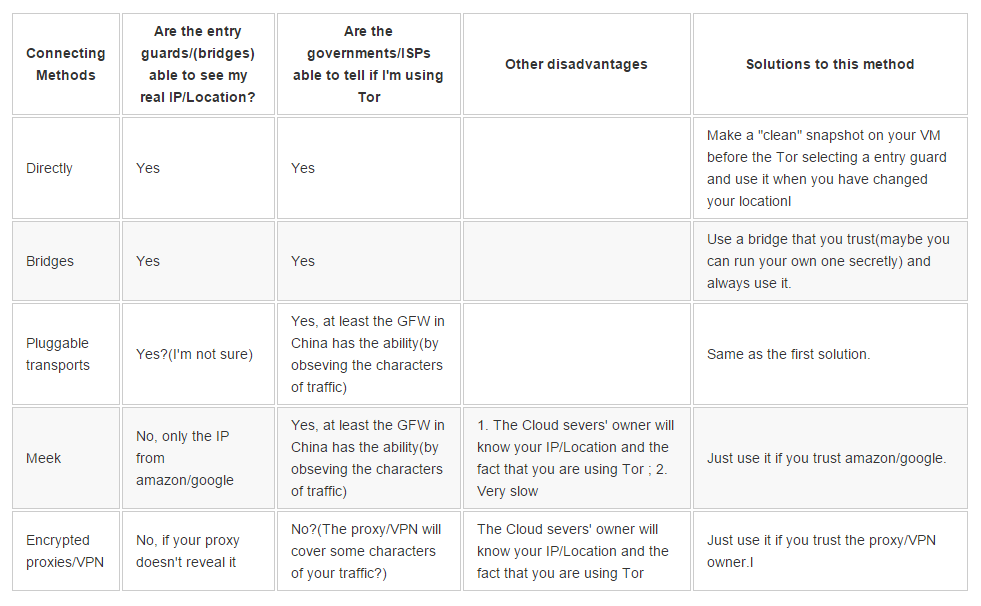 Connecting
Methods
Are the entry
guards/(bridges)
able to see my
real IP/Location?
Are the
governments/ISPs
able to tell if I'm using
Tor
Other disadvantages
Solutions to this method
Directly
Yes
Yes
Make a "clean" snapshot on your VM
before the Tor selecting a entry guard
and use it when you have changed
your locationI
Bridges
Yes
Yes
Use a bridge that you trust(maybe you
can run your own one secretly) and
always use it.
Pluggable
transports
Yes?(I'm not sure)
Yes, at least the GFW in
China has the ability(by
obseving the characters
of traffic)
Same as the first solution.
Meek
No, only the IP
from
amazon/google
Yes, at least the GFW in
China has the ability(by
obseving the characters
of traffic)
1. The Cloud severs' owner will
know your IP/Location and the
fact that you are using Tor ; 2.
Very slow
Just use it if you trust amazon/google.
Encrypted
proxies/VPN
No, if your proxy
doesn't reveal it
No?(The proxy/VPN will
cover some characters
of your traffic?)
The Cloud severs' owner will
know your IP/Location and the
fact that you are using Tor
Just use it if you trust the proxy/VPN
owner.I